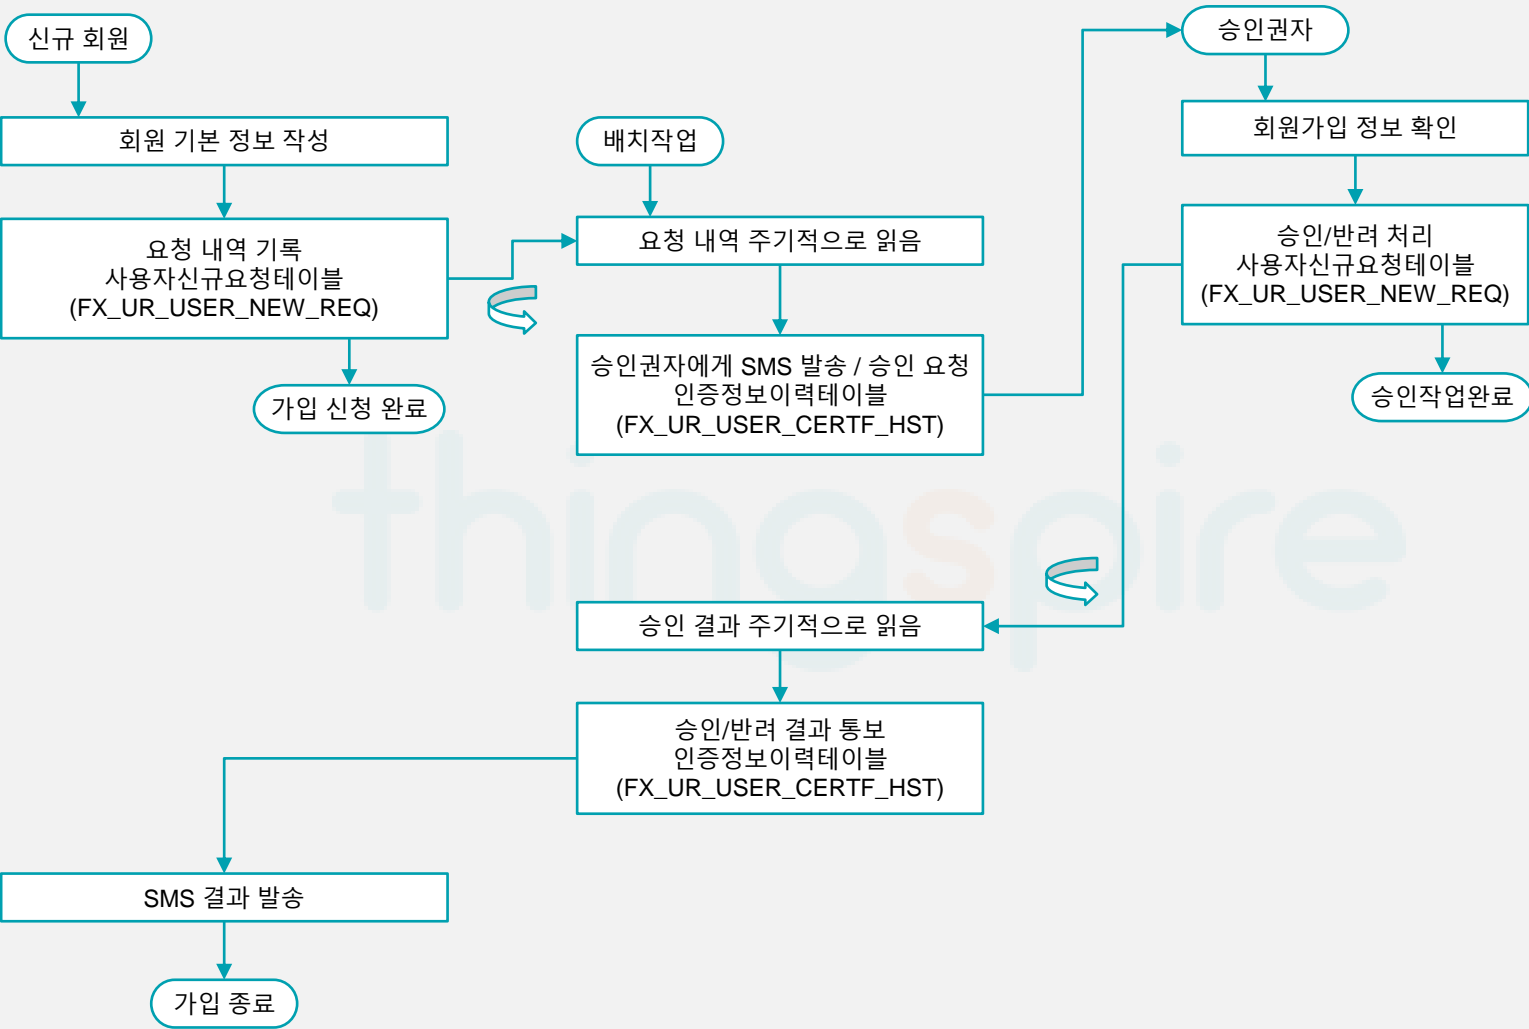 신규 회원
회원 기본 정보 작성
요청 내역 기록
사용자신규요청테이블
(FX_UR_USER_NEW_REQ)
가입 신청 완료
배치작업
요청 내역 주기적으로 읽음
승인권자에게 SMS 발송 / 승인 요청
인증정보이력테이블
(FX_UR_USER_CERTF_HST)
승인권자
회원가입 정보 확인
승인/반려 처리
사용자신규요청테이블
(FX_UR_USER_NEW_REQ)
승인작업완료
thingspire
승인 결과 주기적으로 읽음
승인/반려 결과 통보
인증정보이력테이블
(FX_UR_USER_CERTF_HST)
SMS 결과 발송
가입 종료